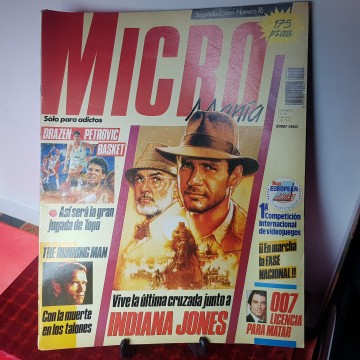 Segunda Epoca - Número 16
175
ptas.
MICRO
Manía
Sólo para adictos
DRAZEN PETROVIC
BASKET
Así será la gran
jugada de Topo
THE RUNNING MAN
Con la muerte
en los talones
EUROPEAN
1ª Competición
Internacional
de videojuegos
¡¡ En marcha
la FASE
NACIONAL !!
Vive la última cruzada junto a
INDIANA JONES
007
LICENCIA
PARA MATAR